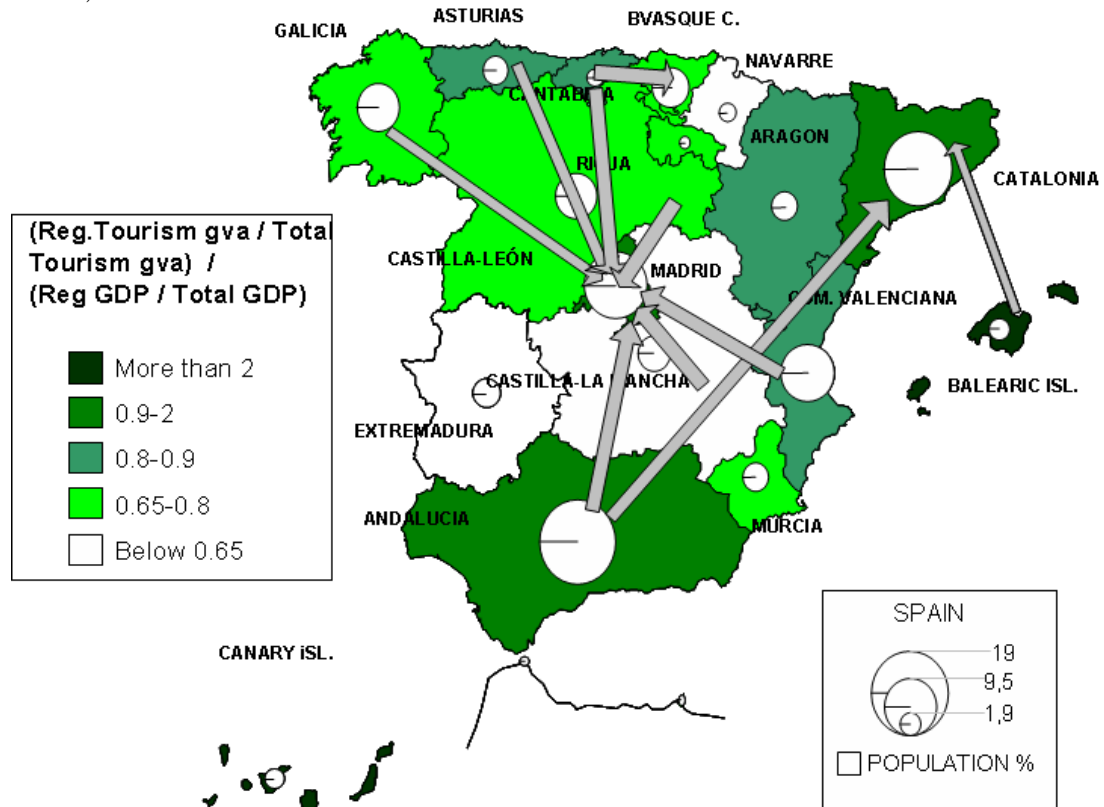 ASTURIAS
BVASQUE C.
GALICIA
NAVARRE
CANTABRIA
ARAGON
RIOJA
CATALONIA
(Reg.Tourism gva / Total
Tourism gva) /
(Reg GDP / Total GDP)
More than 2
0.9-2
0.8-0.9
0.65-0.8
Below 0.65
CASTILLA-LEÓN
MADRID
COM. VALENCIANA
CASTILLA-LA MANCHA
BALEARIC ISL.
EXTREMADURA
ANDALUCIA
MURCIA
CANARY iSL.
SPAIN
19
9,5
1,9
POPULATION %